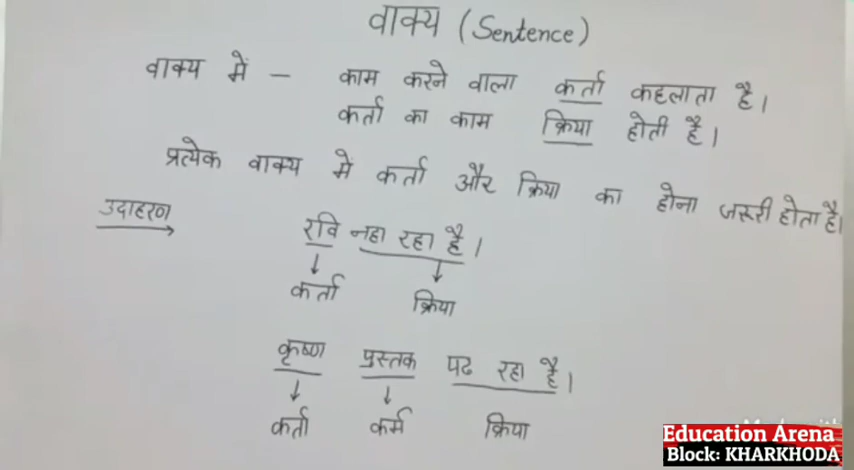 वाक्य (Sentence)
वाक्य में - काम करने वाला कर्ता कहलाता है।
कर्ता का काम क्रिया होती है।
प्रत्येक वाक्य में कर्ता और क्रिया का होना जरूरी होता है।
उदाहरण
रवि नहा रहा है।
कर्ता क्रिया
कृष्ण पुस्तक पढ रहा है।
कर्ता कर्म क्रिया
Education Arena
Block: KHARKHODA